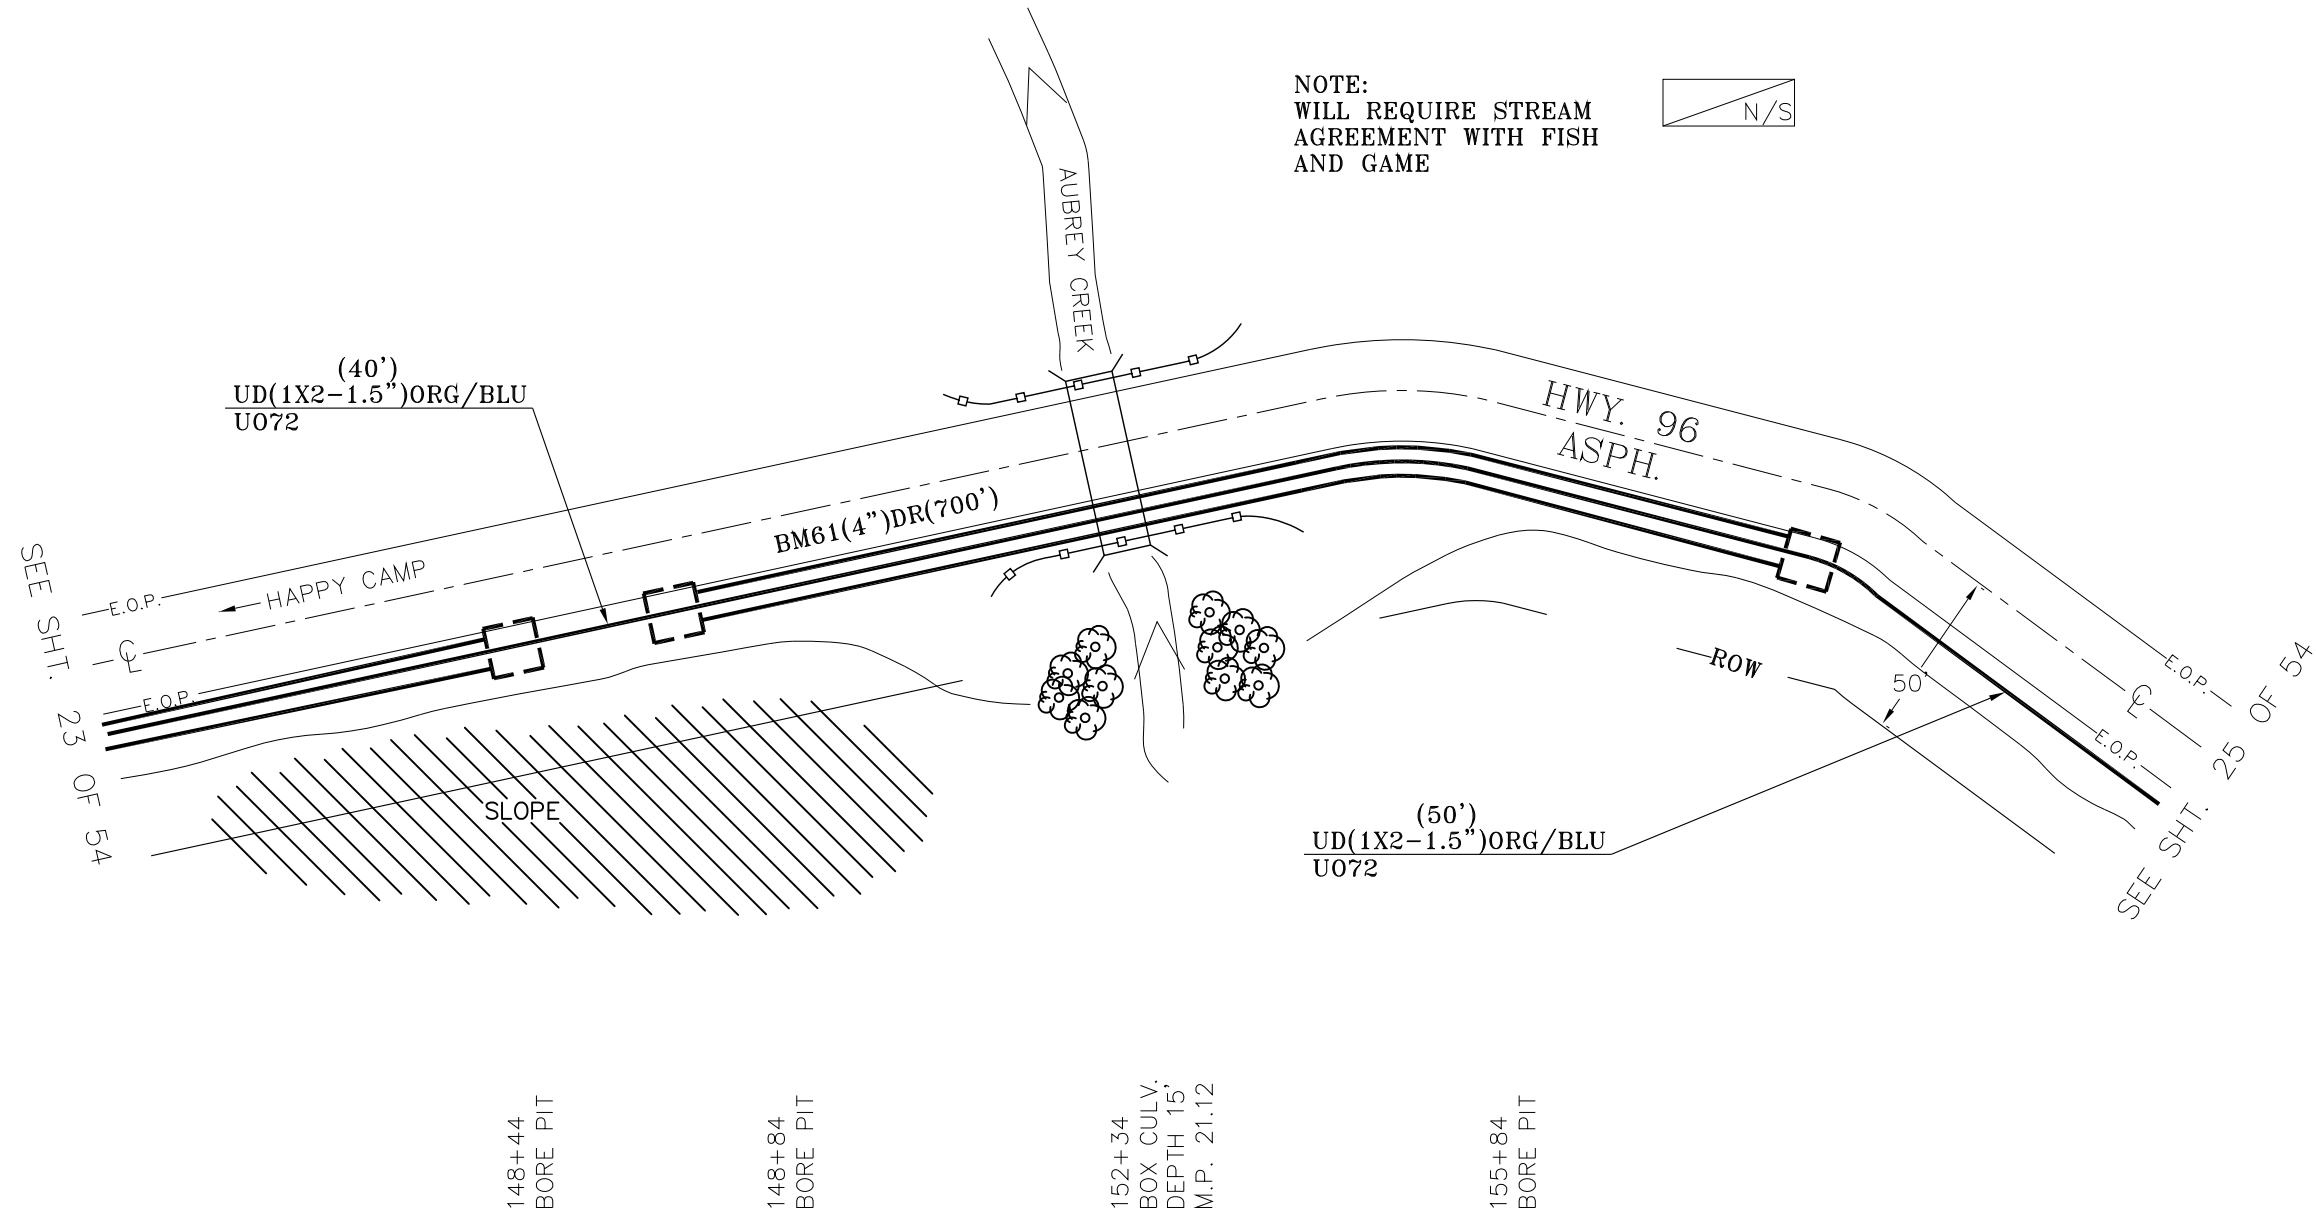 NOTE:
WILL REQUIRE STREAM
AGREEMENT WITH FISH
AND GAME
N/S
AUBREY CREEK
(40')
UD(1X2-1.5")ORG/BLU
U072
HWY. 96
ASPH.
BM61(4")DR(700')
HAPPY CAMP
E.O.P.
CL
E.O.P.
SEE SHT. 23 OF 54
SLOPE
ROW
50'
E.O.P.
CL
E.O.P.
SEE SHT. 25 OF 54
(50')
UD(1X2-1.5")ORG/BLU
U072
148+44
BORE PIT
148+84
BORE PIT
152+34
BOX CULV.
DEPTH 15'
M.P. 21.12
155+84
BORE PIT